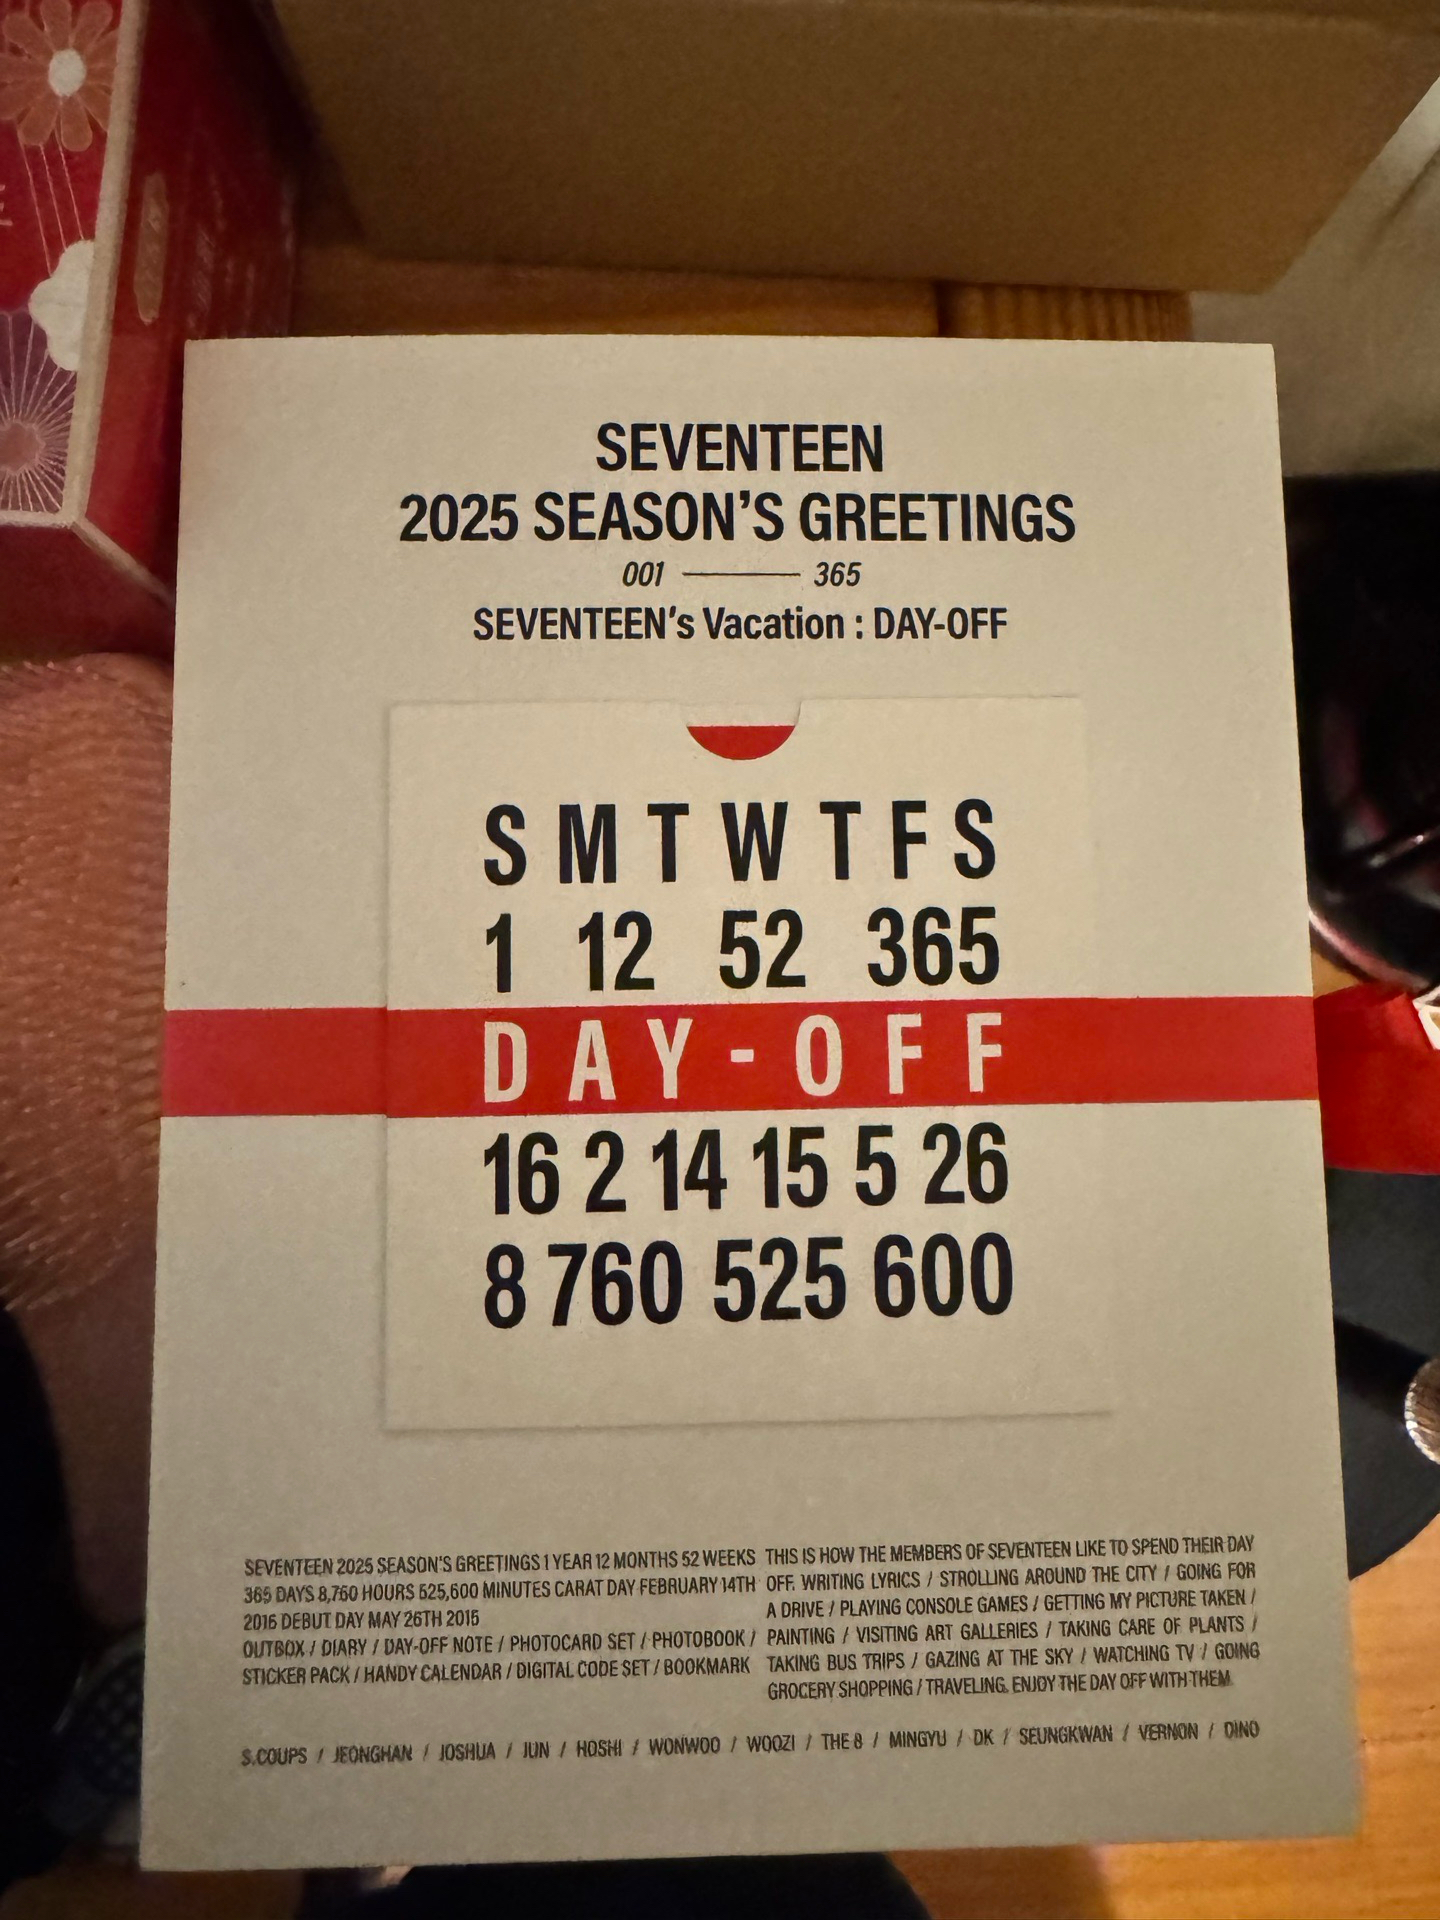 SEVENTEEN
2025 SEASON'S GREETINGS
001 — 365
SEVENTEEN's Vacation : DAY-OFF
S M T W T F S
1 12 52 365
DAY-OFF
16 2 14 15 5 26
8 760 525 600
SEVENTEEN 2025 SEASON'S GREETINGS 1 YEAR 12 MONTHS 52 WEEKS
365 DAYS 8,760 HOURS 525,600 MINUTES CARAT DAY FEBRUARY 14TH
2016 DEBUT DAY MAY 26TH 2015
OUTBOX / DIARY / DAY-OFF NOTE / PHOTOCARD SET / PHOTOBOOK /
STICKER PACK / HANDY CALENDAR / DIGITAL CODE SET / BOOKMARK
THIS IS HOW THE MEMBERS OF SEVENTEEN LIKE TO SPEND THEIR DAY
OFF. WRITING LYRICS / STROLLING AROUND THE CITY / GOING FOR
A DRIVE / PLAYING CONSOLE GAMES / GETTING MY PICTURE TAKEN /
PAINTING / VISITING ART GALLERIES / TAKING CARE OF PLANTS /
TAKING BUS TRIPS / GAZING AT THE SKY / WATCHING TV / GOING
GROCERY SHOPPING / TRAVELING. ENJOY THE DAY OFF WITH THEM.
S.COUPS / JEONGHAN / JOSHUA / JUN / HOSHI / WONWOO / WOOZI / THE 8 / MINGYU / DK / SEUNGKWAN / VERNON / DINO